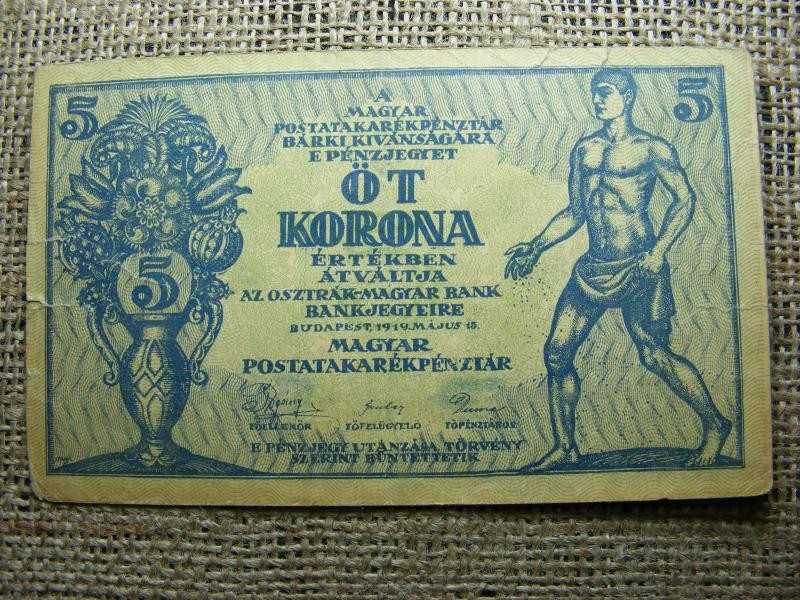 5
5
A
MAGYAR
POSTATAKARÉKPÉNZTÁR
BÁRKI KIVÁNSÁGÁRA
E PÉNZJEGYET
ÖT
KORONA
ÉRTÉKBEN
ÁTVÁLTJA
AZ OSZTRÁK-MAGYAR BANK
BANKJEGYEIRE
BUDAPEST, 1919. MÁJUS 15.
MAGYAR
POSTATAKARÉKPÉNZTÁR
5
FŐELLENŐR FŐFELÜGYELŐ FŐPÉNZTÁROS
E PÉNZJEGY UTÁNZÁSA TÖRVÉNY
SZERINT BÜNTETTETIK